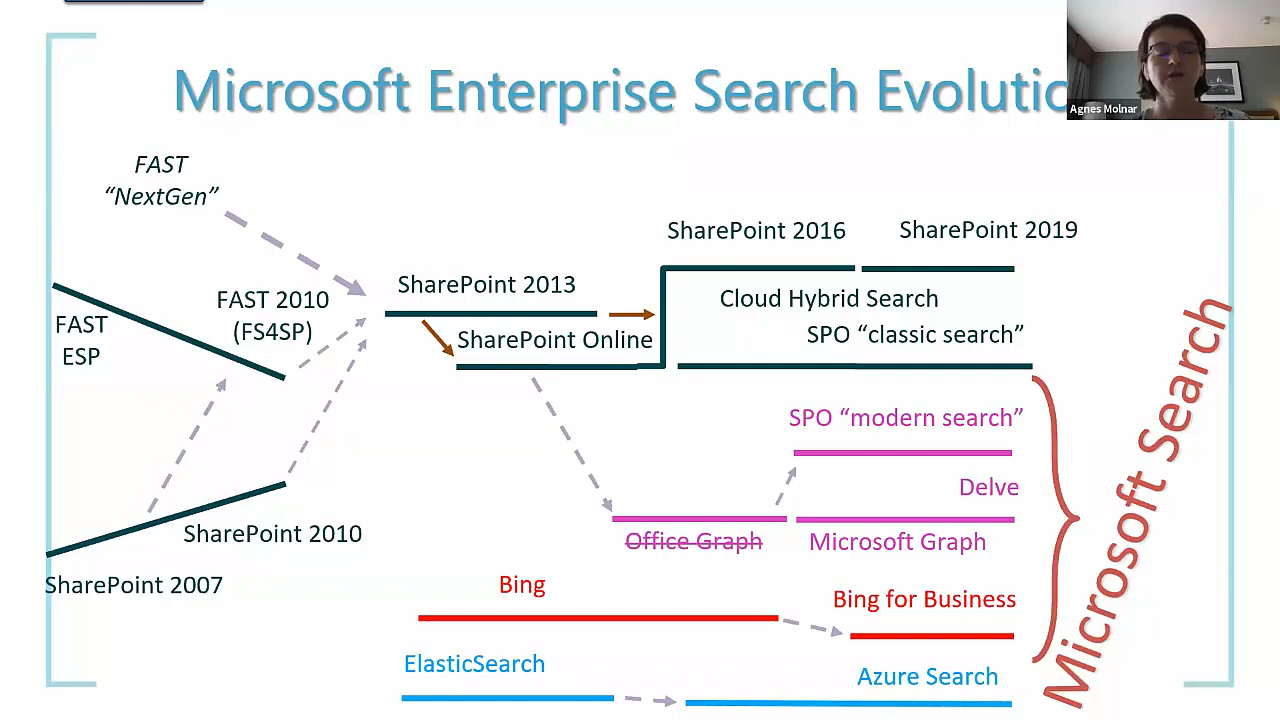 Microsoft Enterprise Search Evolutio
Agnes Molnar
FAST
“NextGen”
SharePoint 2016
SharePoint 2019
SharePoint 2013
FAST 2010
(FS4SP)
Cloud Hybrid Search
FAST
ESP
SharePoint Online
SPO “classic search”
SPO “modern search”
Delve
SharePoint 2010
Office Graph
Microsoft Graph
SharePoint 2007
Bing
Bing for Business
ElasticSearch
Azure Search
Microsoft Search